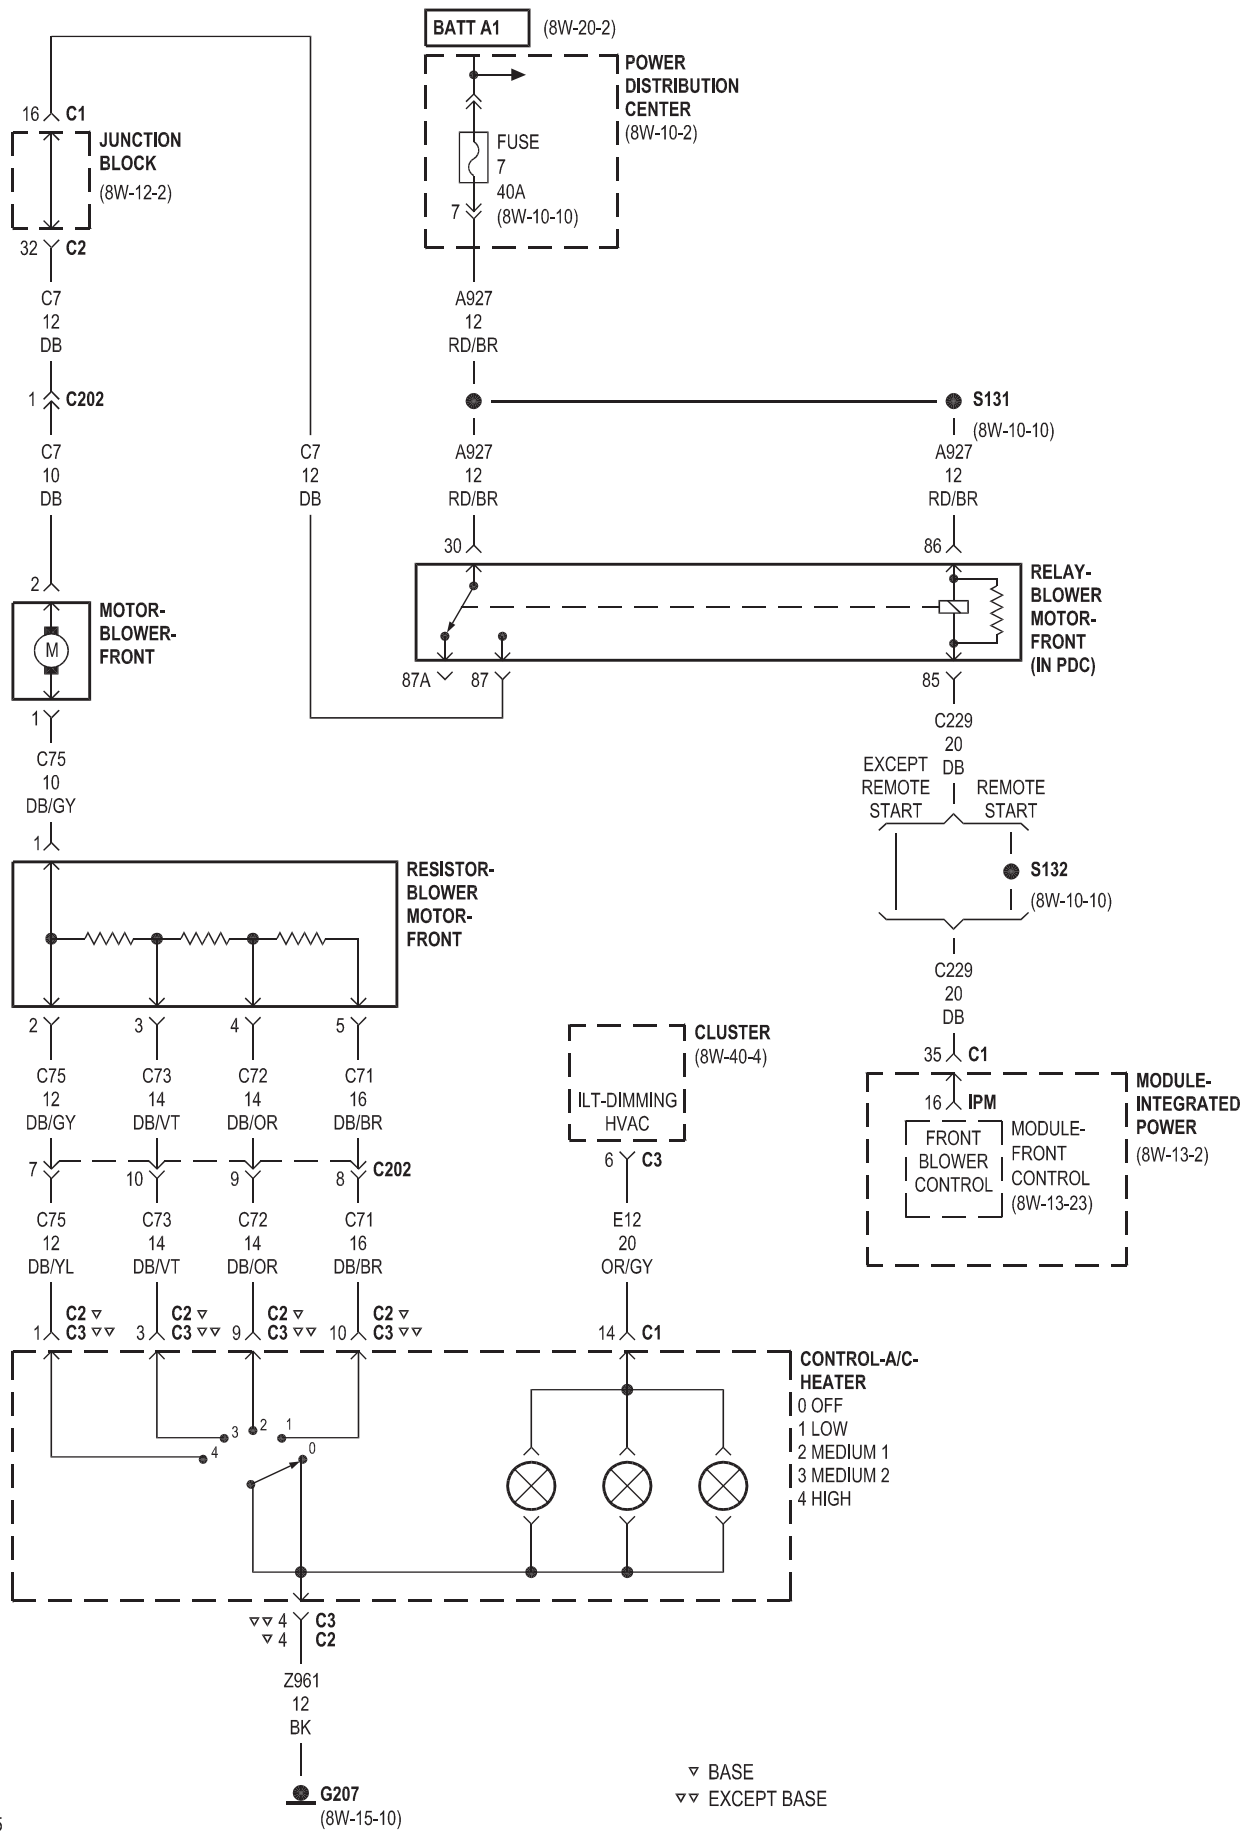 BATT A1 (8W-20-2)
POWER
DISTRIBUTION
CENTER
(8W-10-2)
FUSE
7
40A
(8W-10-10)
7
16 C1
JUNCTION
BLOCK
(8W-12-2)
32 C2
C7
12
DB
1 C202
C7
10
DB
C7
12
DB
A927
12
RD/BR
S131
(8W-10-10)
A927
12
RD/BR
A927
12
RD/BR
30
86
RELAY-
BLOWER
MOTOR-
FRONT
(IN PDC)
87A
87
85
2
MOTOR-
BLOWER-
FRONT
M
1
C75
10
DB/GY
1
C229
20
DB
EXCEPT
REMOTE
START
REMOTE
START
S132
(8W-10-10)
C229
20
DB
35 C1
16 IPM
FRONT
BLOWER
CONTROL
MODULE-
FRONT
CONTROL
(8W-13-23)
MODULE-
INTEGRATED
POWER
(8W-13-2)
RESISTOR-
BLOWER
MOTOR-
FRONT
2 3 4 5
C75 C73 C72 C71
12 14 14 16
DB/GY DB/VT DB/OR DB/BR
7 10 9 8 C202
C75 C73 C72 C71
12 14 14 16
DB/YL DB/VT DB/OR DB/BR
C2 ▽ C2 ▽ C2 ▽ C2 ▽
1 C3 ▽▽ 3 C3 ▽▽ 9 C3 ▽▽ 10 C3 ▽▽
CLUSTER
(8W-40-4)
ILT-DIMMING
HVAC
6 C3
E12
20
OR/GY
14 C1
CONTROL-A/C-
HEATER
0 OFF
1 LOW
2 MEDIUM 1
3 MEDIUM 2
4 HIGH
4 3 2 1 0
▽▽ 4 C3
▽ 4 C2
Z961
12
BK
G207
(8W-15-10)
▽ BASE
▽▽ EXCEPT BASE